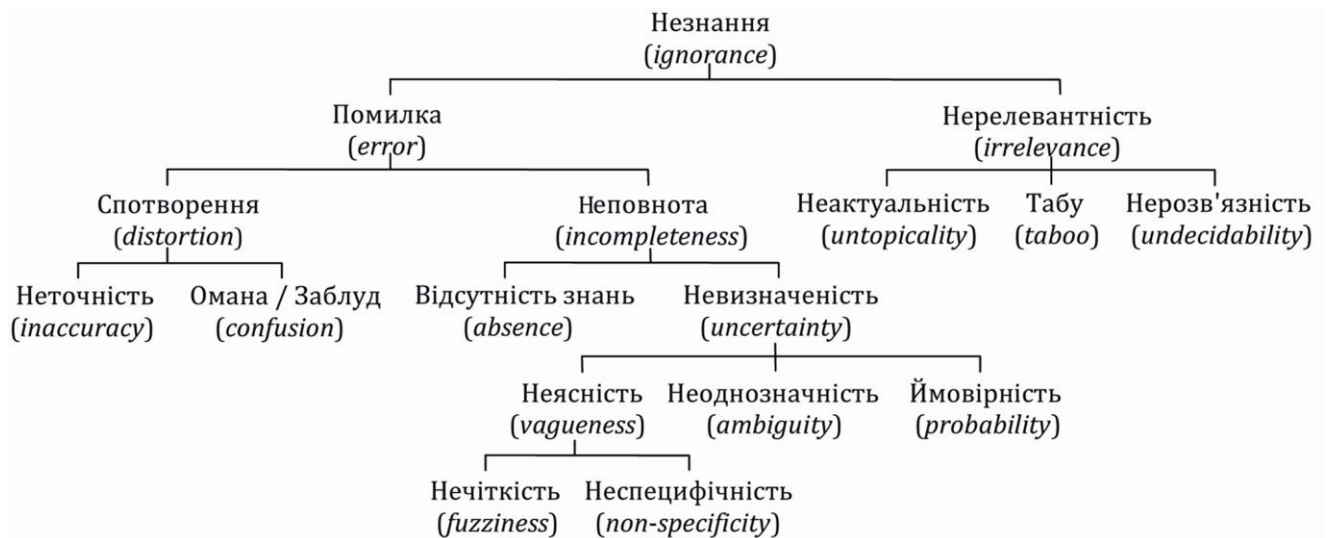 Незнання
(ignorance)
Помилка
(error)
Нерелевантність
(irrelevance)
Спотворення
(distortion)
Неповнота
(incompleteness)
Неактуальність
(untopicality)
Табу
(taboo)
Нерозв'язність
(undecidability)
Неточність
(inaccuracy)
Омана / Заблуд
(confusion)
Відсутність знань
(absence)
Невизначеність
(uncertainty)
Неясність
(vagueness)
Неоднозначність
(ambiguity)
Ймовірність
(probability)
Нечіткість
(fuzziness)
Неспецифічність
(non-specificity)